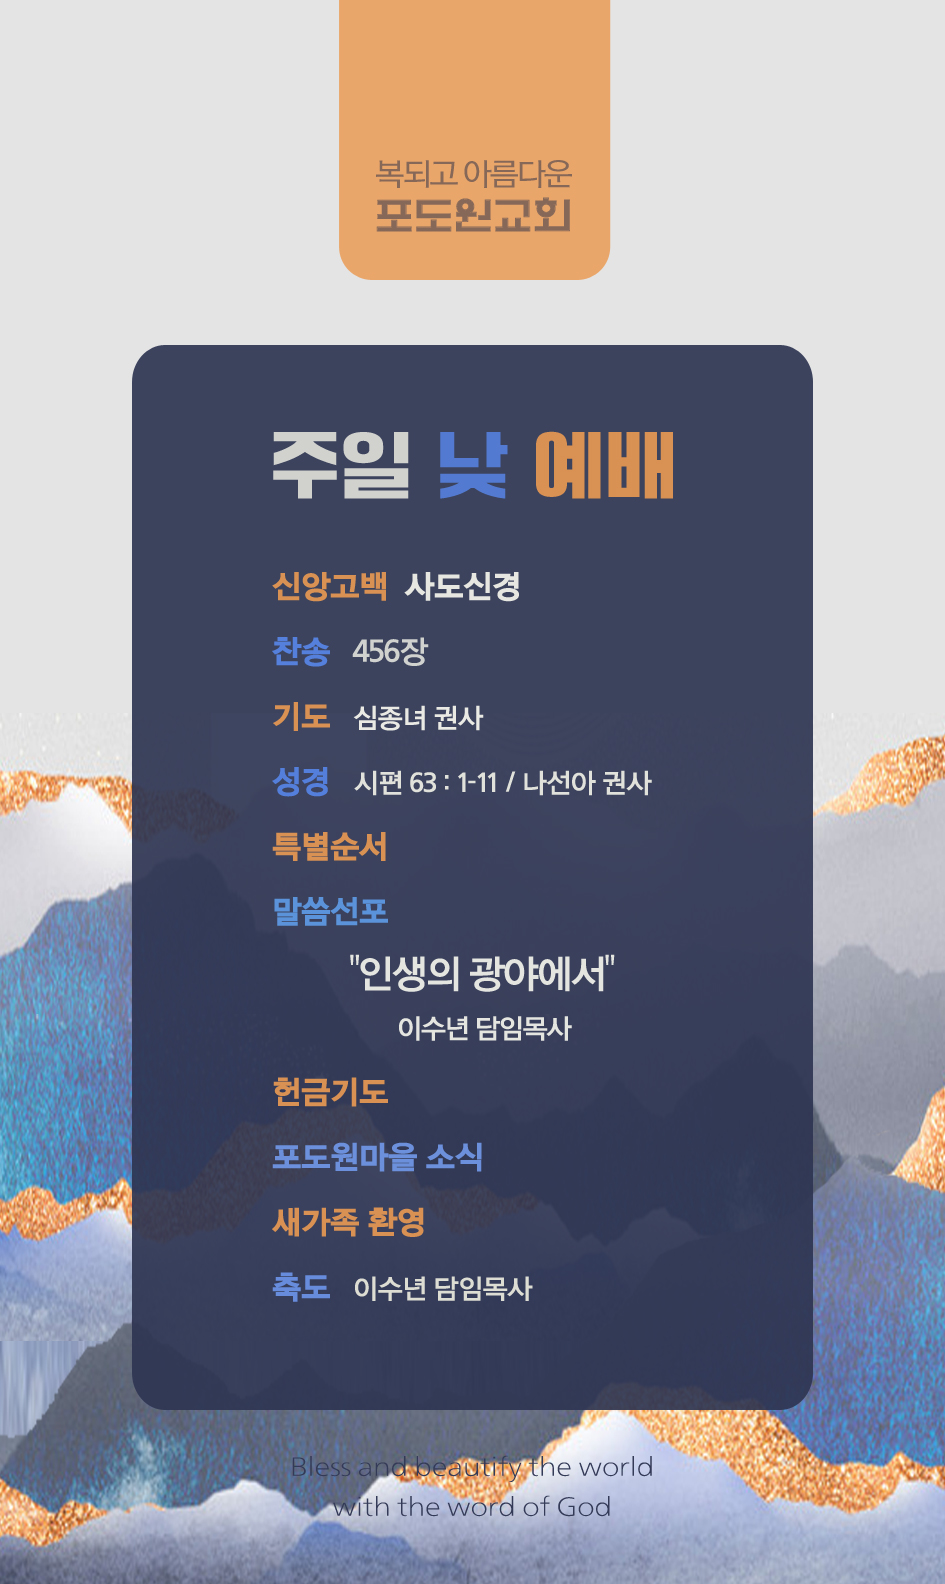 복되고 아름다운
포도원교회
주일 낮 예배
신앙고백 사도신경
찬송 456장
기도 심종녀 권사
성경 시편 63 : 1-11 / 나선아 권사
특별순서
말씀선포
"인생의 광야에서"
이수년 담임목사
헌금기도
포도원마을 소식
새가족 환영
축도 이수년 담임목사
Bless and beautify the world
with the word of God